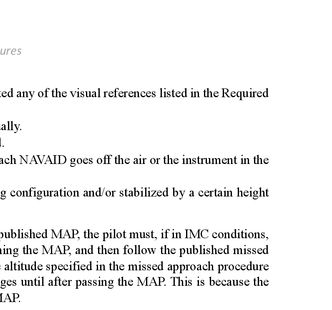 ures
ed any of the visual references listed in the Required
ally.
.
ach NAVAID goes off the air or the instrument in the
g configuration and/or stabilized by a certain height
published MAP, the pilot must, if in IMC conditions,
ing the MAP, and then follow the published missed
altitude specified in the missed approach procedure
ges until after passing the MAP. This is because the
MAP.